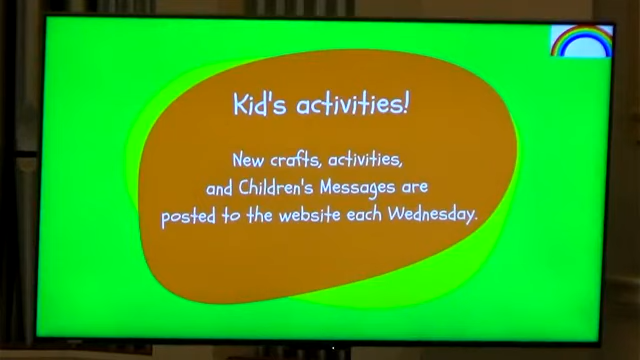 Kid's activities!
New crafts, activities,
and Children's Messages are
posted to the website each Wednesday.